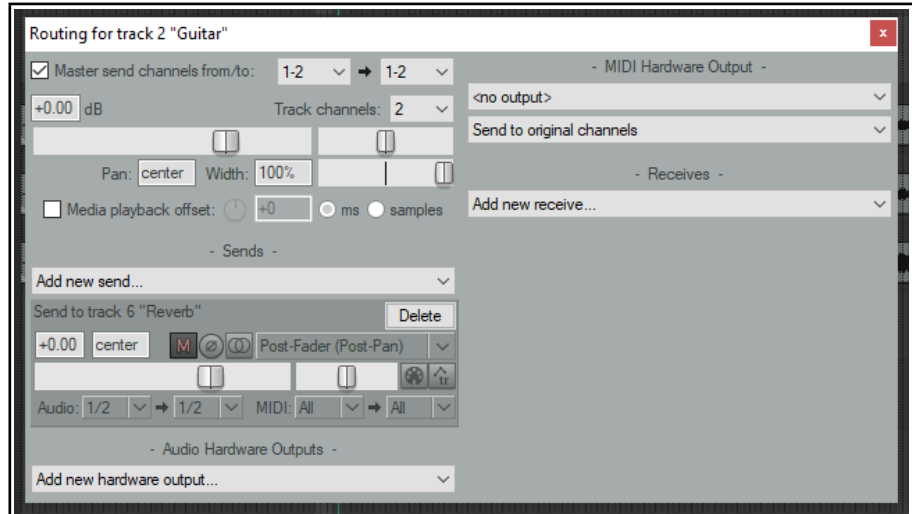 Routing for track 2 "Guitar"
x
Master send channels from/to: 1-2 1-2
+0.00 dB Track channels: 2
Pan: center Width: 100%
Media playback offset: +0 ms samples
- Sends -
Add new send...
Send to track 6 "Reverb" Delete
+0.00 center M Post-Fader (Post-Pan)
tr
Audio: 1/2 1/2 MIDI: All All
- Audio Hardware Outputs -
Add new hardware output...
- MIDI Hardware Output -
<no output>
Send to original channels
- Receives -
Add new receive...